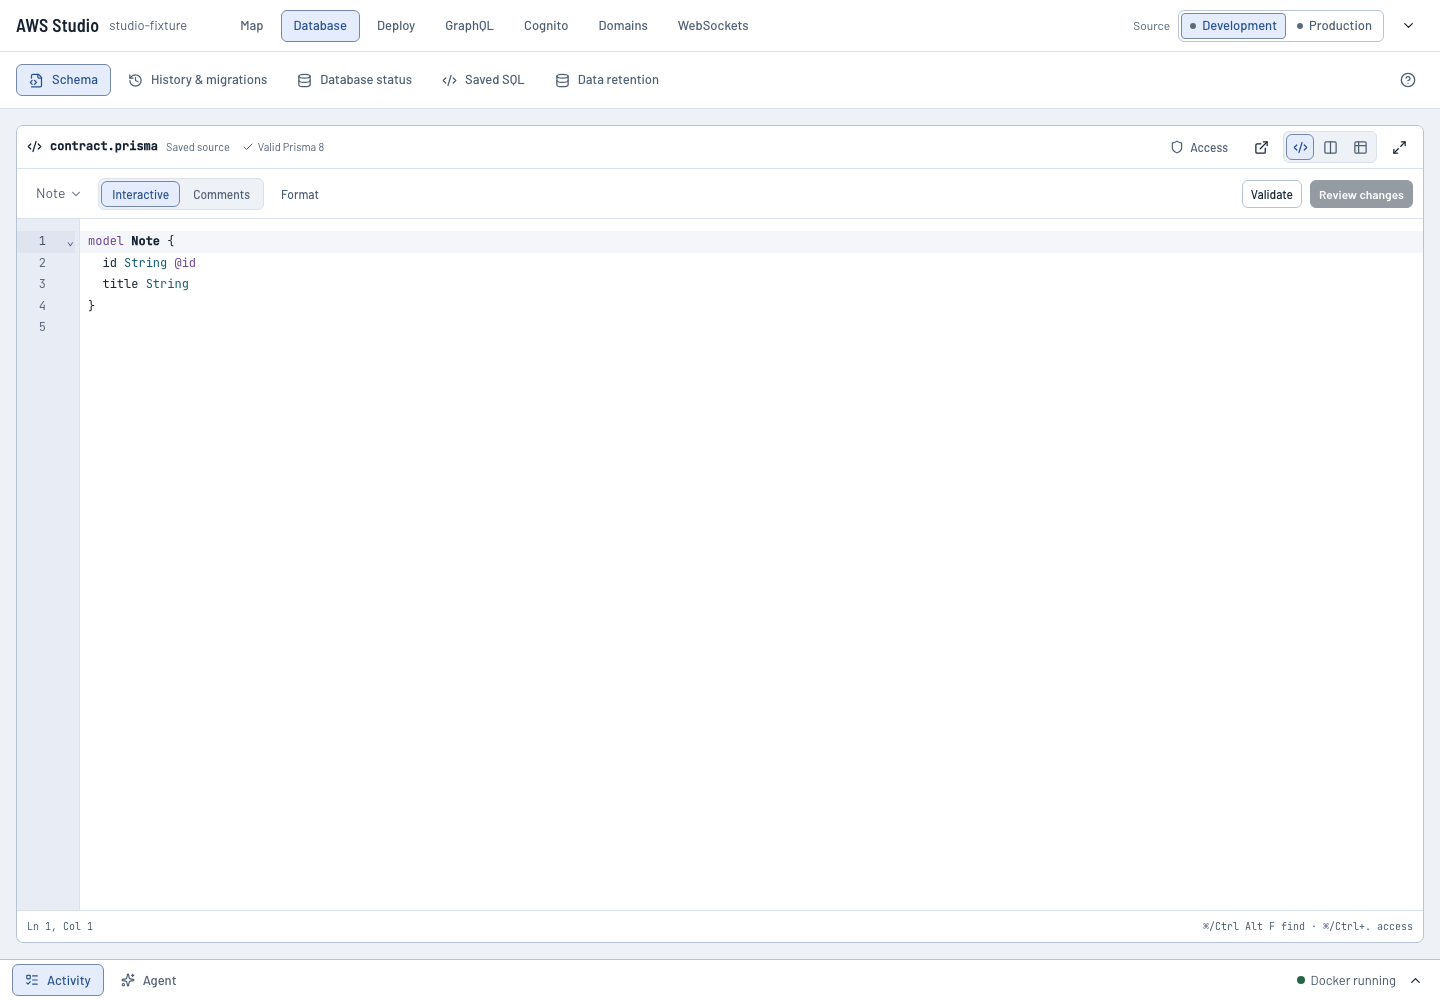 AWS Studio studio-fixture Map Database Deploy GraphQL Cognito Domains WebSockets Source Development Production
Schema History & migrations Database status Saved SQL Data retention
contract.prisma Saved source Valid Prisma 8 Access
Note Interactive Comments Format Validate Review changes
1 model Note {
2 id String @id
3 title String
4 }
5
Ln 1, Col 1 ⌘/Ctrl Alt F find · ⌘/Ctrl+. access
Activity Agent Docker running